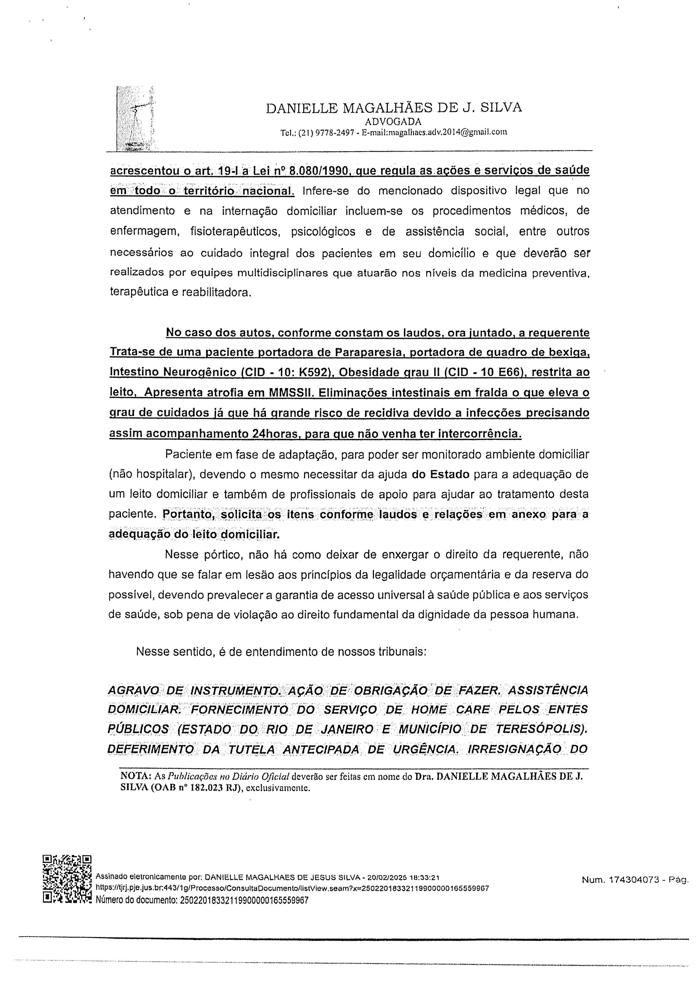 DANIELLE MAGALHÃES DE J. SILVA
ADVOGADA
Tel.: (21) 9778-2497 - E-mail:magalhaes.adv.2014@gmail.com
acrescentou o art. 19-I a Lei nº 8.080/1990, que regula as ações e serviços de saúde
em todo o território nacional. Infere-se do mencionado dispositivo legal que no
atendimento e na internação domiciliar incluem-se os procedimentos médicos, de
enfermagem, fisioterapêuticos, psicológicos e de assistência social, entre outros
necessários ao cuidado integral dos pacientes em seu domicílio e que deverão ser
realizados por equipes multidisciplinares que atuarão nos níveis da medicina preventiva,
terapêutica e reabilitadora.
No caso dos autos, conforme constam os laudos, ora juntado, a requerente
Trata-se de uma paciente portadora de Paraparesia, portadora de quadro de bexiga,
Intestino Neurogênico (CID - 10: K592), Obesidade grau II (CID - 10 E66), restrita ao
leito, Apresenta atrofia em MMSSII. Eliminações intestinais em fralda o que eleva o
grau de cuidados já que há grande risco de recidiva devido a infecções precisando
assim acompanhamento 24horas, para que não venha ter intercorrência.
Paciente em fase de adaptação, para poder ser monitorado ambiente domiciliar
(não hospitalar), devendo o mesmo necessitar da ajuda do Estado para a adequação de
um leito domiciliar e também de profissionais de apoio para ajudar ao tratamento desta
paciente. Portanto, solicita os itens conforme laudos e relações em anexo para a
adequação do leito domiciliar.
Nesse pórtico, não há como deixar de enxergar o direito da requerente, não
havendo que se falar em lesão aos princípios da legalidade orçamentária e da reserva do
possível, devendo prevalecer a garantia de acesso universal à saúde pública e aos serviços
de saúde, sob pena de violação ao direito fundamental da dignidade da pessoa humana.
Nesse sentido, é de entendimento de nossos tribunais:
AGRAVO DE INSTRUMENTO. AÇÃO DE OBRIGAÇÃO DE FAZER. ASSISTÊNCIA
DOMICILIAR. FORNECIMENTO DO SERVIÇO DE HOME CARE PELOS ENTES
PÚBLICOS (ESTADO DO RIO DE JANEIRO E MUNICÍPIO DE TERESÓPOLIS).
DEFERIMENTO DA TUTELA ANTECIPADA DE URGÊNCIA. IRRESIGNAÇÃO DO
NOTA: As Publicações no Diário Oficial deverão ser feitas em nome do Dra. DANIELLE MAGALHÃES DE J.
SILVA (OAB nº 182.023 RJ), exclusivamente.
Assinado eletronicamente por: DANIELLE MAGALHAES DE JESUS SILVA - 20/02/2025 18:33:21
https://tjrj.pje.jus.br:443/1g/Processo/ConsultaDocumento/listView.seam?x=25022018332119900000165559967
Número do documento: 25022018332119900000165559967
Num. 174304073 - Pág.